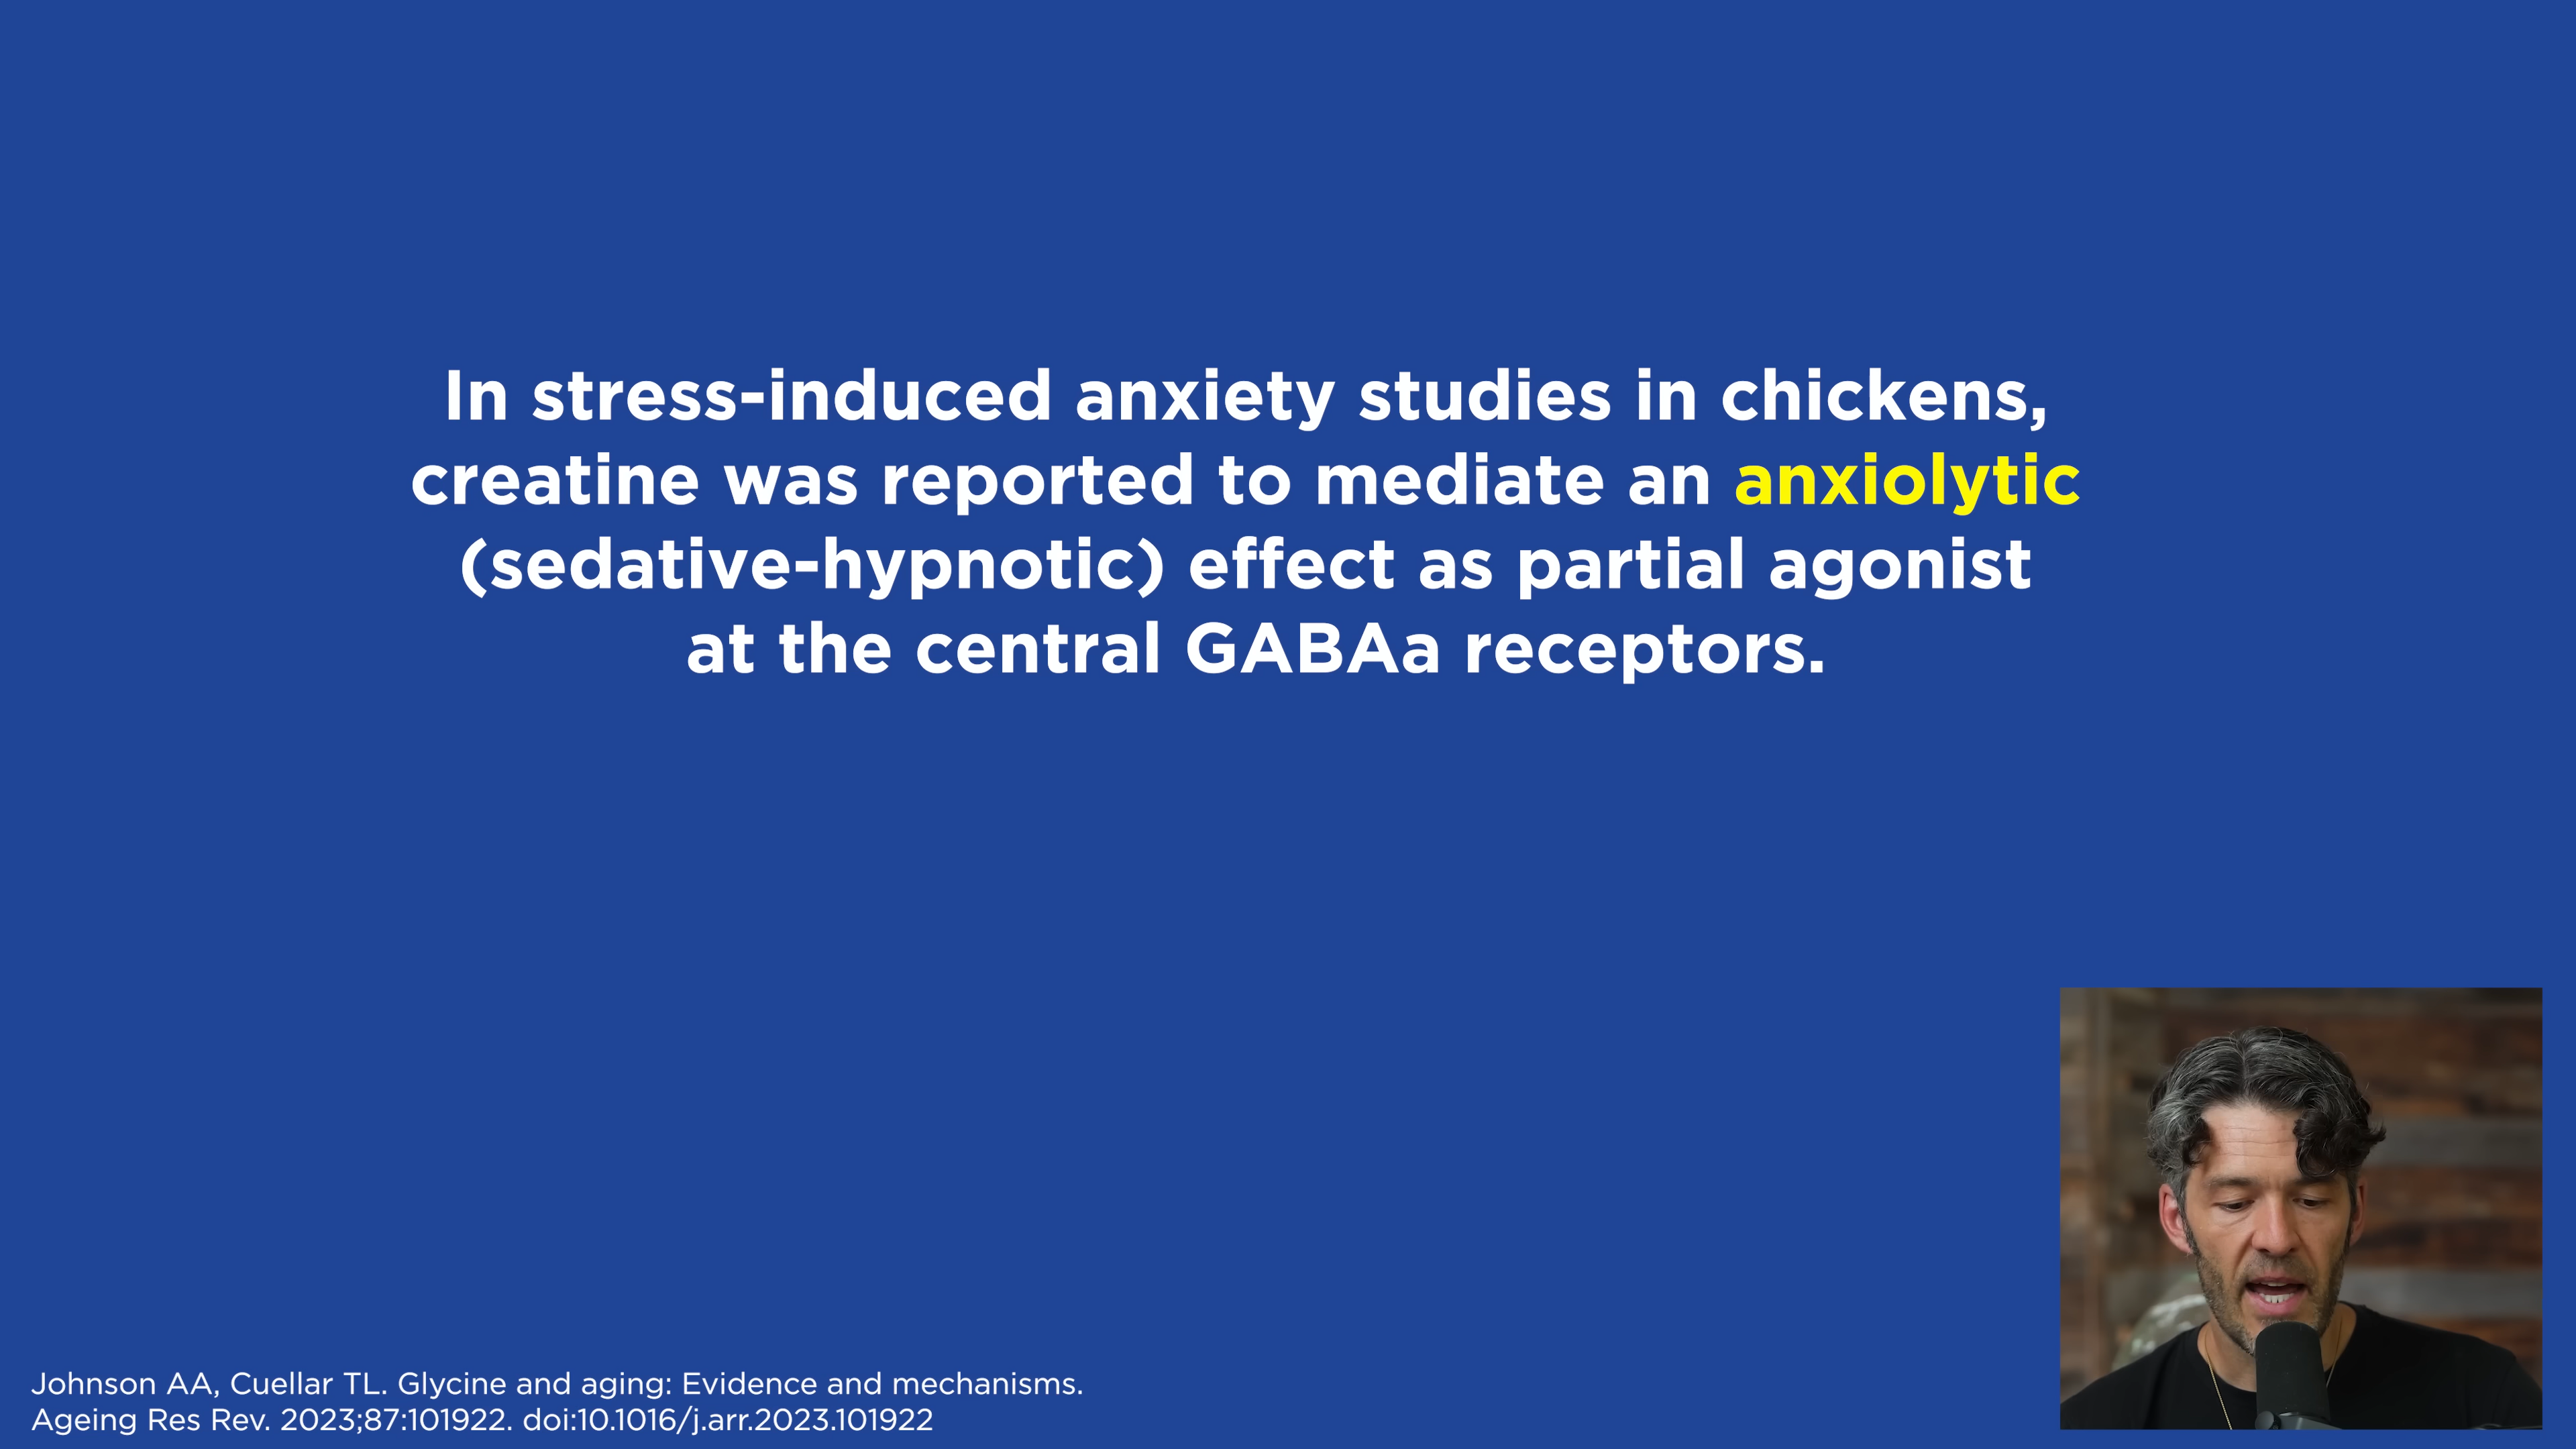 In stress-induced anxiety studies in chickens,
creatine was reported to mediate an anxiolytic
(sedative-hypnotic) effect as partial agonist
at the central GABAa receptors.
Johnson AA, Cuellar TL. Glycine and aging: Evidence and mechanisms.
Ageing Res Rev. 2023;87:101922. doi:10.1016/j.arr.2023.101922